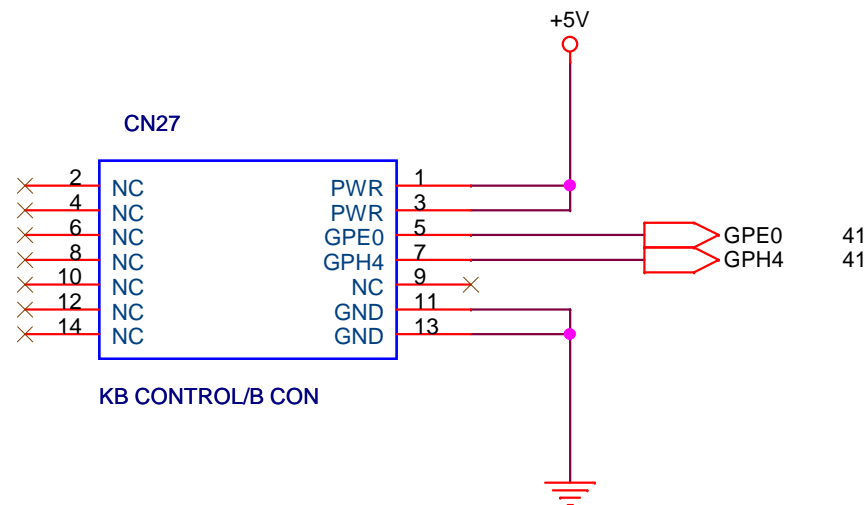 +5V
CN27
2 NC PWR 1
4 NC PWR 3
6 NC GPE0 5 GPE0 41
8 NC GPH4 7 GPH4 41
10 NC NC 9
12 NC GND 11
14 NC GND 13
KB CONTROL/B CON